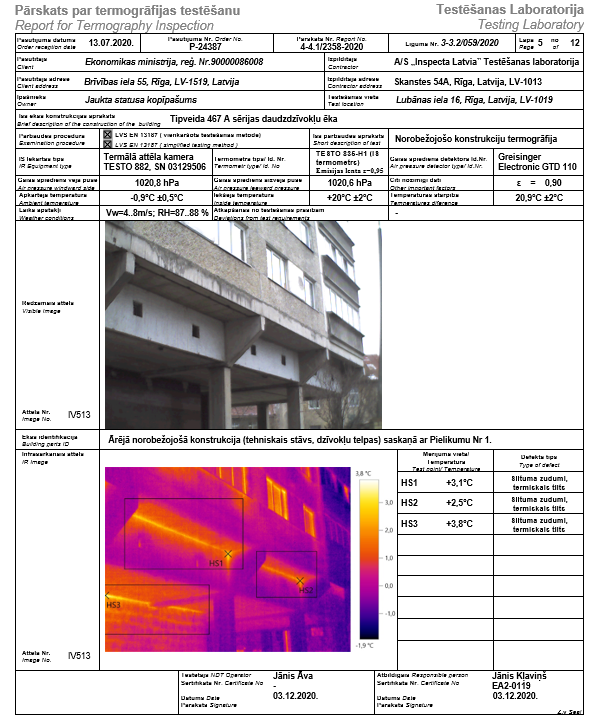 Pārskats par termogrāfijas testēšanu
Testēšanas Laboratorija
Report for Termography Inspection
Testing Laboratory
Pasūtījuma datums
Order reception date
13.07.2020.
Pasūtījuma Nr. Order No.
P-24387
Pārskata Nr. Report No.
4-4.1/2358-2020
Līguma Nr. 3-3.2/059/2020
Lapa 5 no 12
Page of
Pasūtītājs
Client
Ekonomikas ministrija, reģ. Nr.90000086008
Izpildītājs
Contractor
A/S „Inspecta Latvia” Testēšanas laboratorija
Pasūtītāja adrese
Client address
Brīvības iela 55, Rīga, LV-1519, Latvija
Izpildītāja adrese
Contractor address
Skanstes 54A, Rīga, Latvija, LV-1013
Īpašnieks
Owner
Jaukta statusa kopīpašums
Testēšanas vieta
Test location
Lubānas iela 16, Rīga, Latvija, LV-1019
Īss ēkas konstrukcijas apraksts
Brief description of the construction of the building
Tipveida 467 A sērijas daudzdzīvokļu ēka
Pārbaudes procedūra
Examination procedure
LVS EN 13187 ( vienkāršots testēšanas metode)
LVS EN 13187 ( simplified testing method )
Īss pārbaudes apraksts
Short description of test
Norobežojošo konstrukciju termogrāfija
IS iekārtas tips
IR Equipment type
Termālā attēla kamera
TESTO 882, SN 03129506
Termometra tips/ Id. Nr.
Termometr type/ Id. No
TESTO 826-H1 (IS
termometrs)
Emisijas lenta ε=0,95
Gaisa spiediena detektors Id.Nr.
Air pressure detector type/ Id.Nr.
Greisinger
Electronic GTD 110
Gaisa spiediens vēja pusē
Air pressure windward side
1020,8 hPa
Gaisa spiediens aizvēja pusē
Air pressure leeward pressure
1020,6 hPa
Citi nozīmīgi dati
Other important factors
ε = 0,90
Apkārtējā temperatūra
Ambient temperature
-0,9°C ±0,5°C
Iekšējā temperatūra
Inside temperature
+20°C ±2°C
Temperatūras starpība
Temperatures diference
20,9°C ±2°C
Laika apstākļi
Weather conditions
Vw=4..8m/s; RH=87..88 %
Atkāpšanās no testēšanas prasībām
Deviations from test requirements
-
Redzamais attēls
Visible image
Attēla Nr.
Image No.
IV513
Ēkas identifikācija
Building parts ID
Ārējā norobežojošā konstrukcija (tehniskais stāvs, dzīvokļu telpas) saskaņā ar Pielikumu Nr 1.
Infrasarkanais attēls
IR image
Mērījuma vieta/
Temperatūra
Test point/ Temperature
Defekta tips
Type of defect
HS1 +3,1°C siltuma zudumi,
termiskais tilts
HS2 +2,5°C siltuma zudumi,
termiskais tilts
HS3 +3,8°C siltuma zudumi,
termiskais tilts
3,8 °C
3,0
2,0
1,0
0,0
-1,0
-1,9 °C
HS1
HS2
HS3
Attēla Nr.
Image No.
IV513
Testētājs NDT Operator
Sertifikāta Nr. Certificate No
Jānis Āva
-
Datums Date
03.12.2020.
Paraksts Signature
Atbildīgais Responsible person
Sertifikāta Nr. Certificate No
Jānis Kļaviņš
EA2-0119
Datums Date
03.12.2020.
Paraksts Signature
Z.v. Seal